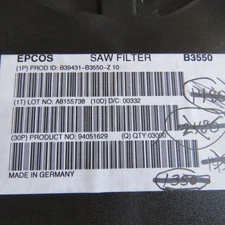 EPCOS SAW FILTER B3550
(1P) PROD ID: B39431-B3550-Z 10
(1T) LOT NO: A8155738 (10D) D/C: 00332
(30P) PRODUCT NO: 94051629 (Q) QTY: 03000
MADE IN GERMANY
1350